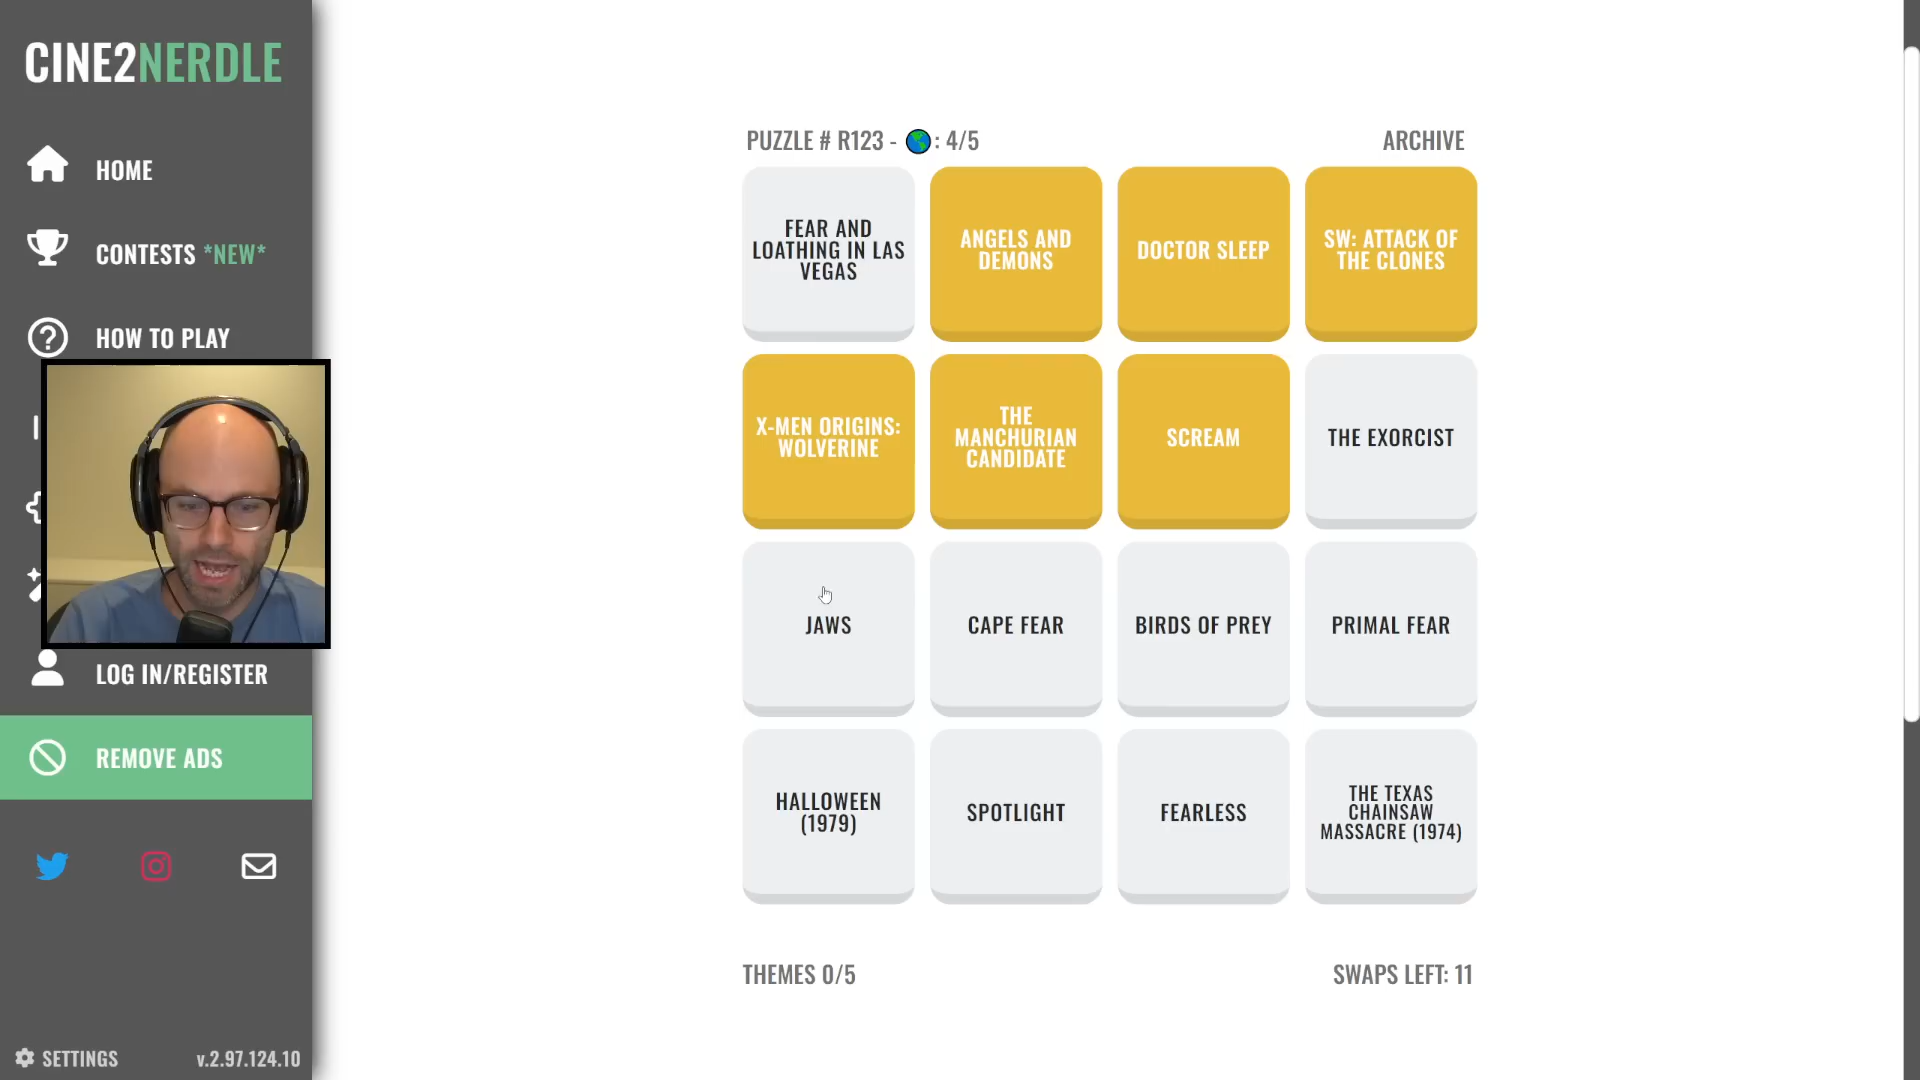 CINE2NERDLE
HOME
CONTESTS *NEW*
HOW TO PLAY
LOG IN/REGISTER
REMOVE ADS
SETTINGS
v.2.97.124.10
PUZZLE # R123 - 🌎: 4/5
ARCHIVE
FEAR AND
LOATHING IN LAS
VEGAS
ANGELS AND
DEMONS
DOCTOR SLEEP
SW: ATTACK OF
THE CLONES
X-MEN ORIGINS:
WOLVERINE
THE
MANCHURIAN
CANDIDATE
SCREAM
THE EXORCIST
JAWS
CAPE FEAR
BIRDS OF PREY
PRIMAL FEAR
HALLOWEEN
(1979)
SPOTLIGHT
FEARLESS
THE TEXAS
CHAINSAW
MASSACRE (1974)
THEMES 0/5
SWAPS LEFT: 11